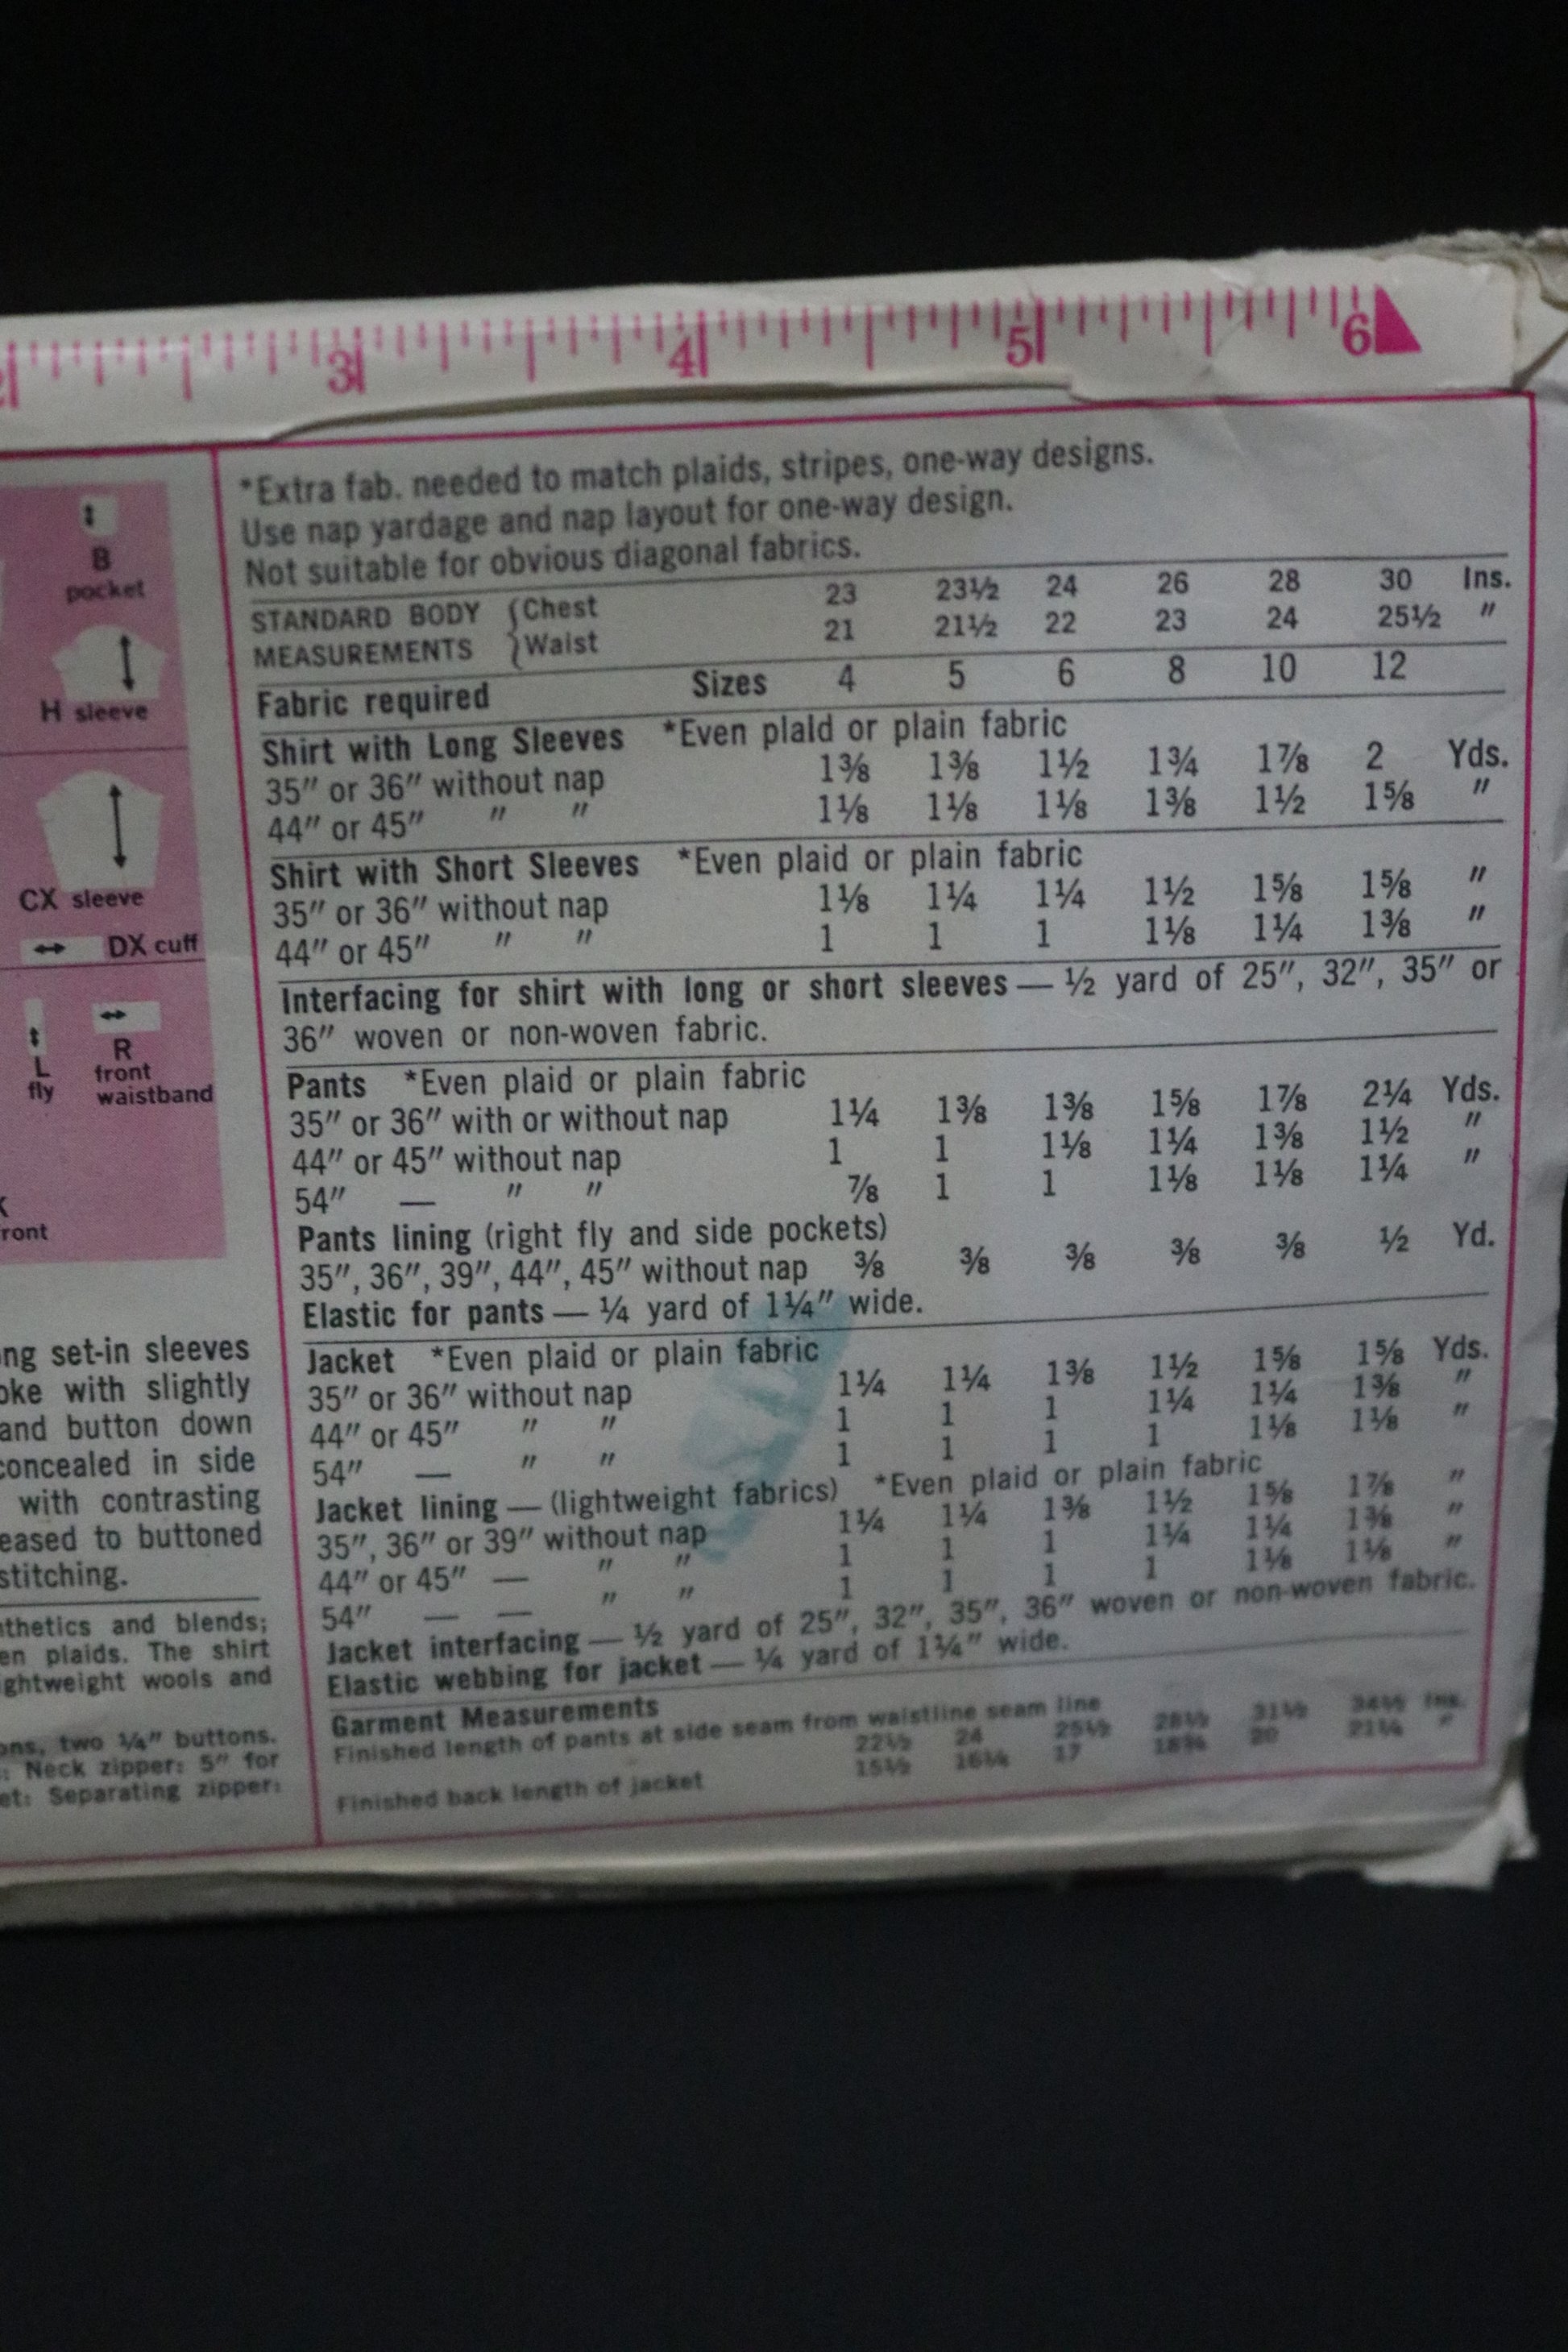 3
4
5
6
B
pocket
H sleeve
CX sleeve
DX cuff
L
fly
R
front
waistband
ront
ng set-in sleeves
oke with slightly
and button down
concealed in side
with contrasting
eased to buttoned
stitching.
nthetics and blends;
en plaids. The shirt
ghtweight wools and
ons, two ¼" buttons.
: Neck zipper: 5" for
et: Separating zipper:
*Extra fab. needed to match plaids, stripes, one-way designs.
Use nap yardage and nap layout for one-way design.
Not suitable for obvious diagonal fabrics.
STANDARD BODY { Chest 23 23½ 24 26 28 30 Ins.
MEASUREMENTS { Waist 21 21½ 22 23 24 25½ "
Fabric required Sizes 4 5 6 8 10 12
Shirt with Long Sleeves *Even plaid or plain fabric
35" or 36" without nap 1⅜ 1⅜ 1½ 1¾ 1⅞ 2 Yds.
44" or 45" " " 1⅛ 1⅛ 1⅛ 1⅜ 1½ 1⅝ "
Shirt with Short Sleeves *Even plaid or plain fabric
35" or 36" without nap 1⅛ 1¼ 1¼ 1½ 1⅝ 1⅝ "
44" or 45" " " 1 1 1 1⅛ 1¼ 1⅜ "
Interfacing for shirt with long or short sleeves — ½ yard of 25", 32", 35" or
36" woven or non-woven fabric.
Pants *Even plaid or plain fabric
35" or 36" with or without nap 1¼ 1⅜ 1⅜ 1⅝ 1⅞ 2¼ Yds.
44" or 45" without nap 1 1 1⅛ 1¼ 1⅜ 1½ "
54" — " " ⅞ 1 1 1⅛ 1⅛ 1¼ "
Pants lining (right fly and side pockets)
35", 36", 39", 44", 45" without nap ⅜ ⅜ ⅜ ⅜ ⅜ ½ Yd.
Elastic for pants — ¼ yard of 1¼" wide.
Jacket *Even plaid or plain fabric
35" or 36" without nap 1¼ 1¼ 1⅜ 1½ 1⅝ 1⅝ Yds.
44" or 45" " " 1 1 1 1¼ 1¼ 1⅜ "
54" — " " 1 1 1 1 1⅛ 1⅛ "
Jacket lining — (lightweight fabrics) *Even plaid or plain fabric
35", 36" or 39" without nap 1¼ 1¼ 1⅜ 1½ 1⅝ 1⅞ "
44" or 45" — " " 1 1 1 1¼ 1¼ 1⅜ "
54" — — " " 1 1 1 1 1⅛ 1⅛ "
Jacket interfacing — ½ yard of 25", 32", 35", 36" woven or non-woven fabric.
Elastic webbing for jacket — ¼ yard of 1¼" wide.
Garment Measurements
Finished length of pants at side seam from waistline seam line
22½ 24 25½ 28½ 31½ 34½ Ins.
Finished back length of jacket 15½ 16¼ 17 18¾ 20 21¼ "